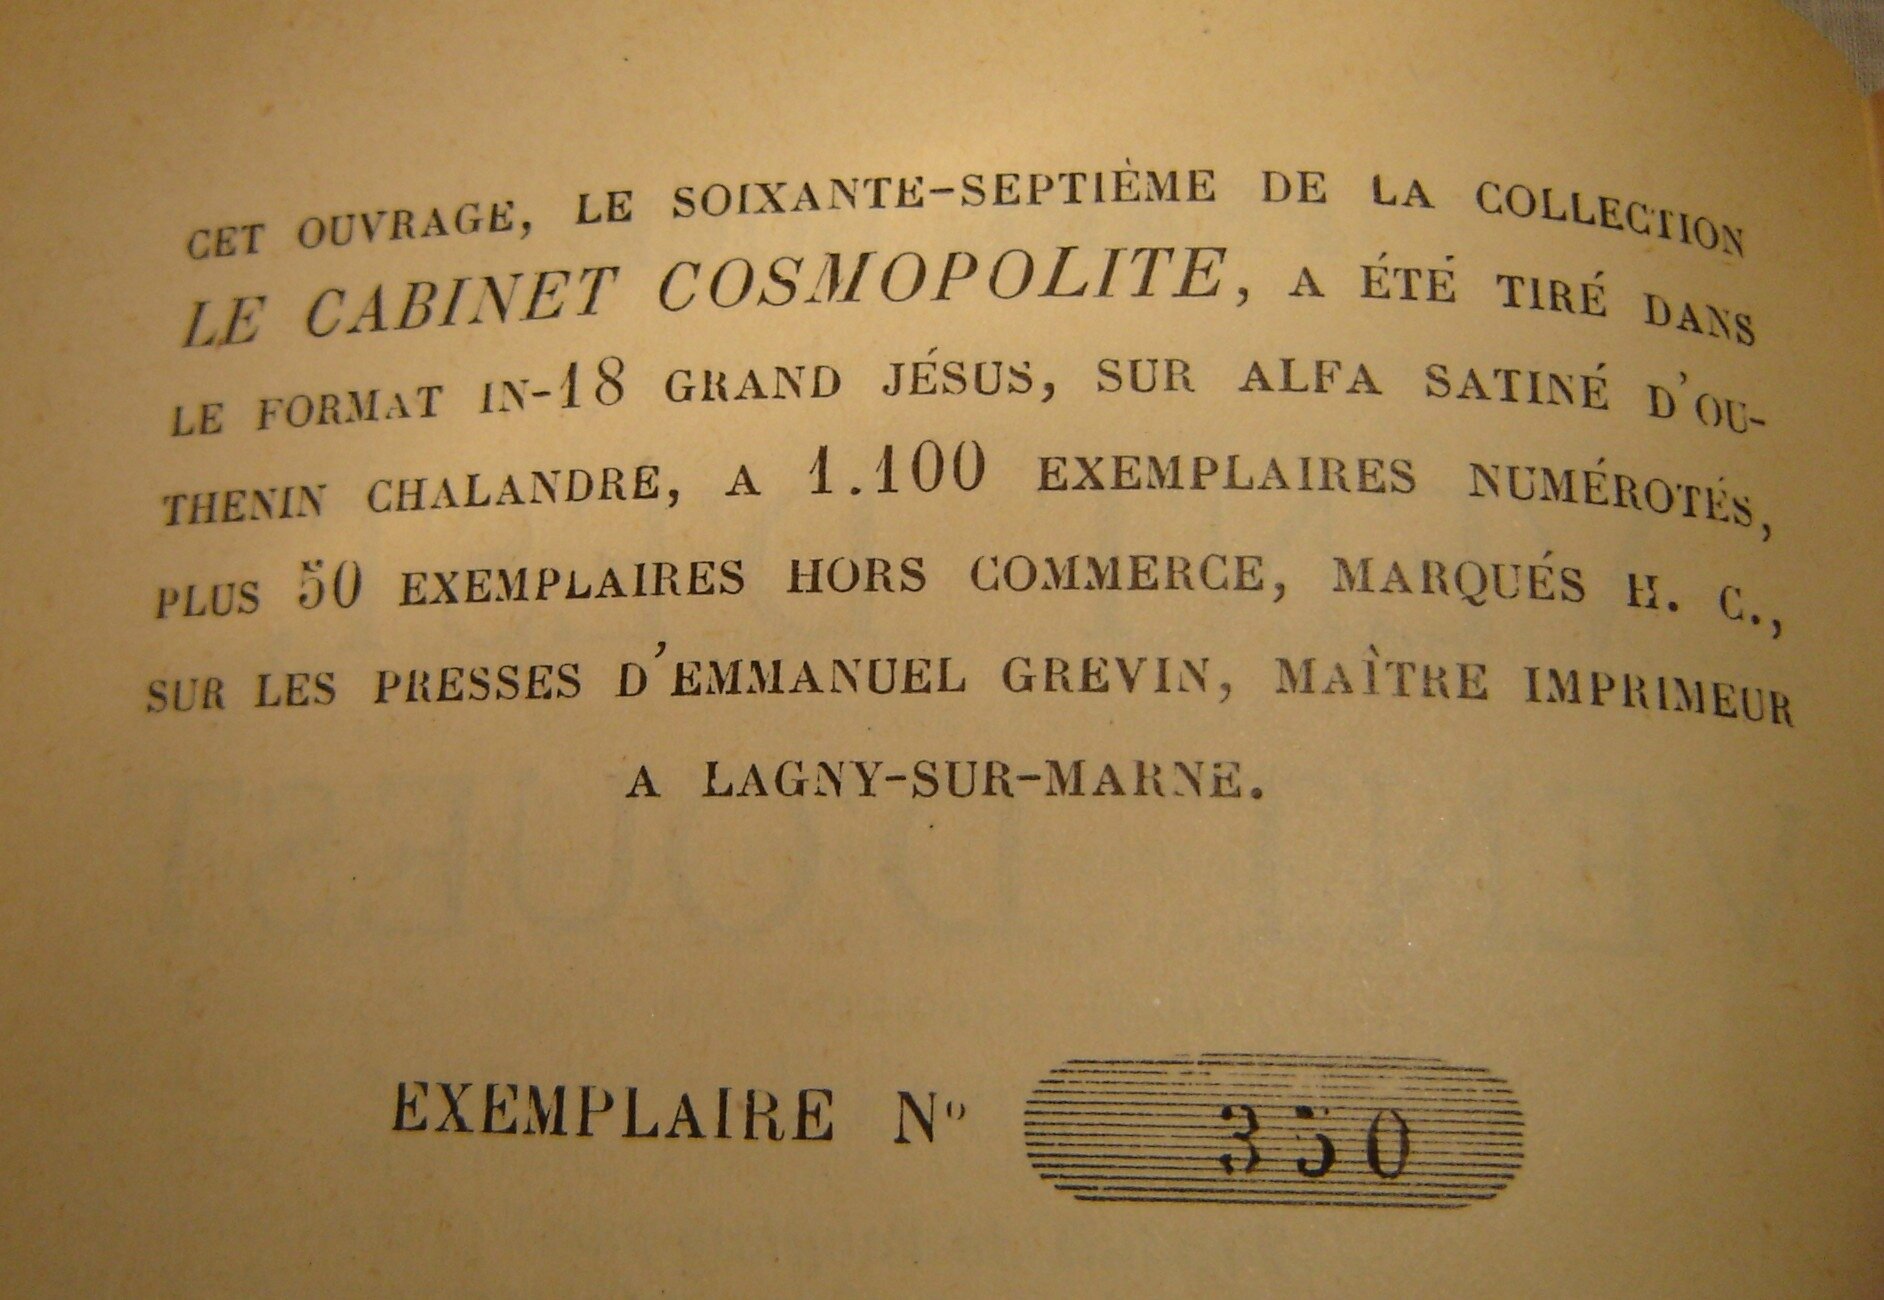 CET OUVRAGE, LE SOIXANTE-SEPTIÈME DE LA COLLECTION
LE CABINET COSMOPOLITE, A ÉTÉ TIRÉ DANS
LE FORMAT IN-18 GRAND JÉSUS, SUR ALFA SATINÉ D'OU-
THENIN CHALANDRE, A 1.100 EXEMPLAIRES NUMÉROTÉS,
PLUS 50 EXEMPLAIRES HORS COMMERCE, MARQUÉS H. C.,
SUR LES PRESSES D'EMMANUEL GREVIN, MAÎTRE IMPRIMEUR
A LAGNY-SUR-MARNE.
EXEMPLAIRE Nº 350